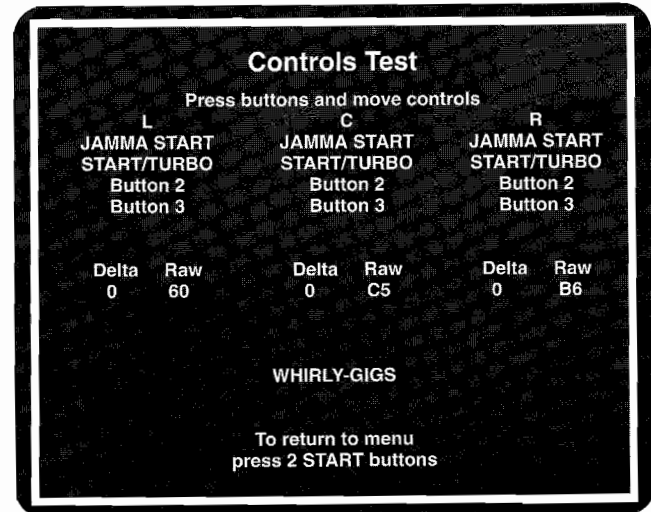 Controls Test
Press buttons and move controls
L C R
JAMMA START JAMMA START JAMMA START
START/TURBO START/TURBO START/TURBO
Button 2 Button 2 Button 2
Button 3 Button 3 Button 3
Delta Raw Delta Raw Delta Raw
0 60 0 C5 0 B6
WHIRLY-GIGS
To return to menu
press 2 START buttons